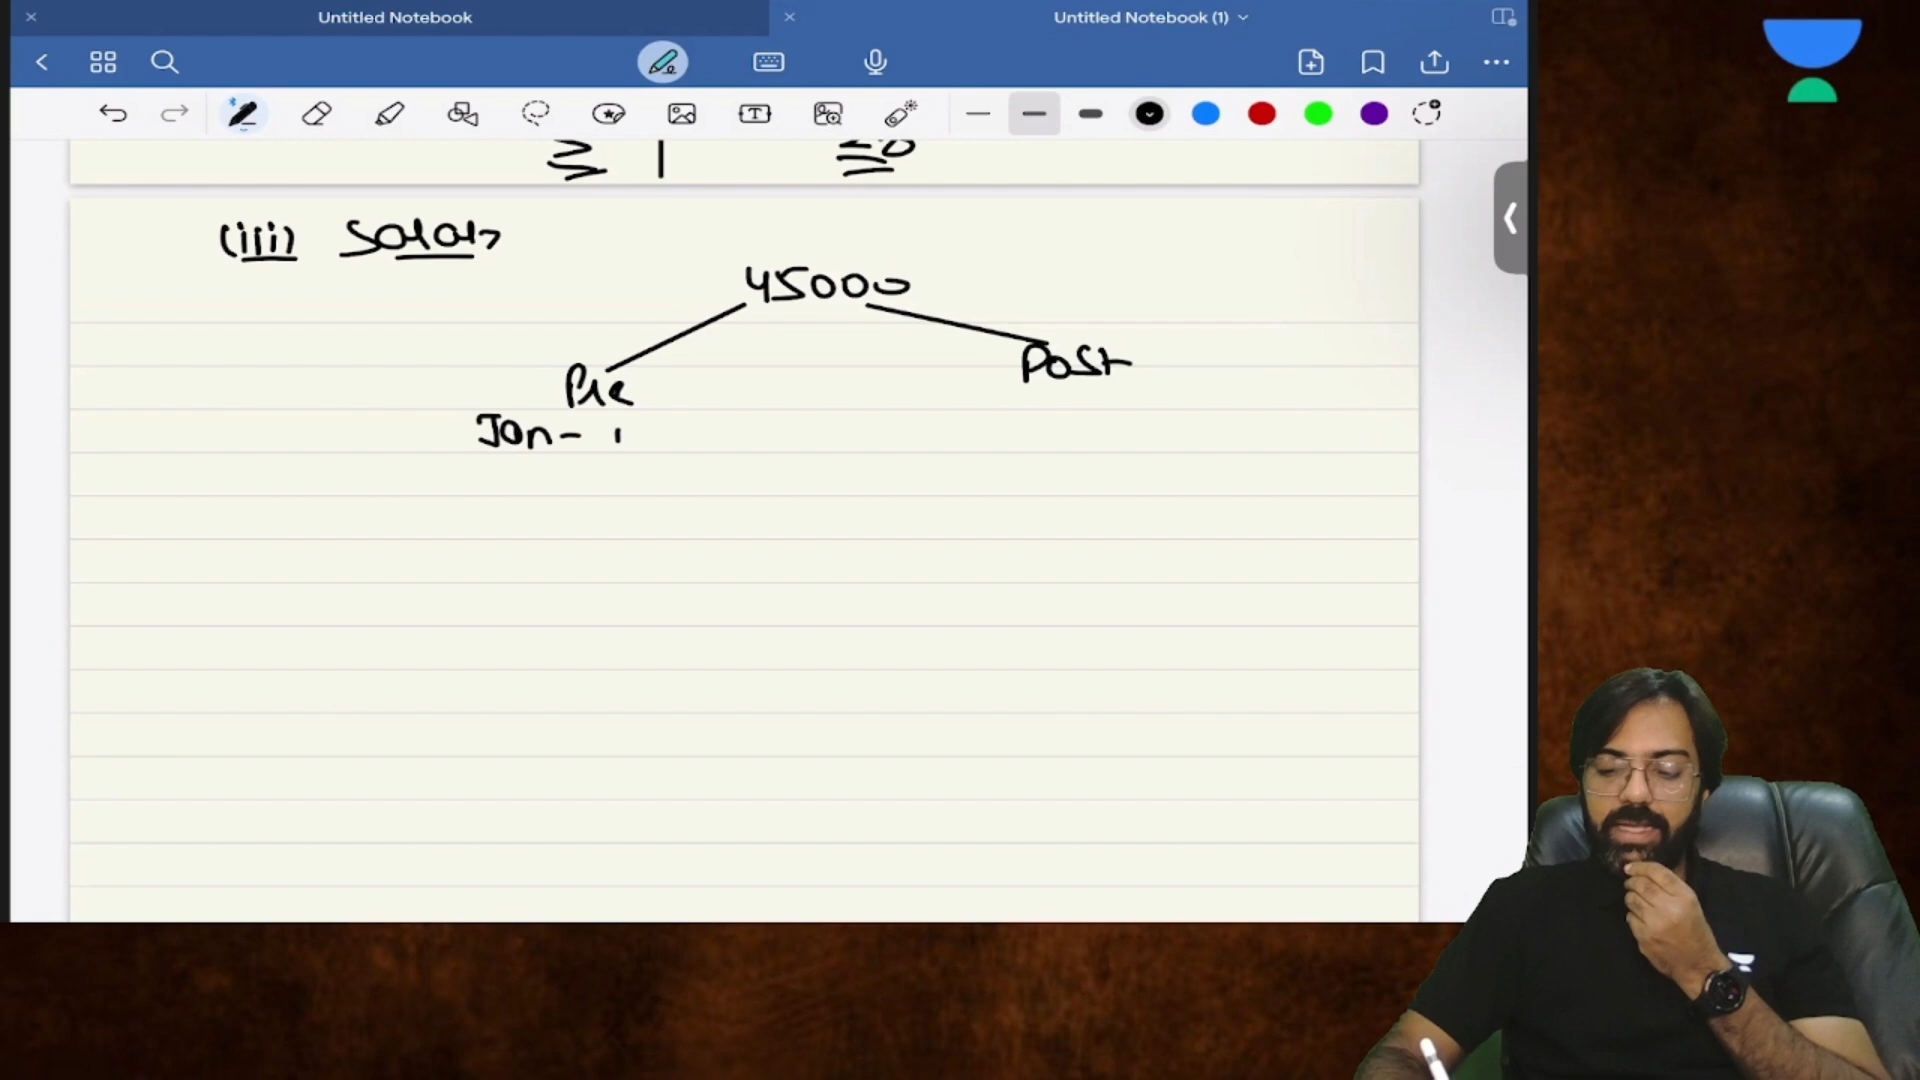 Untitled Notebook
Untitled Notebook (1)
(iii) Salary
45000
Pre
Post
Jan -